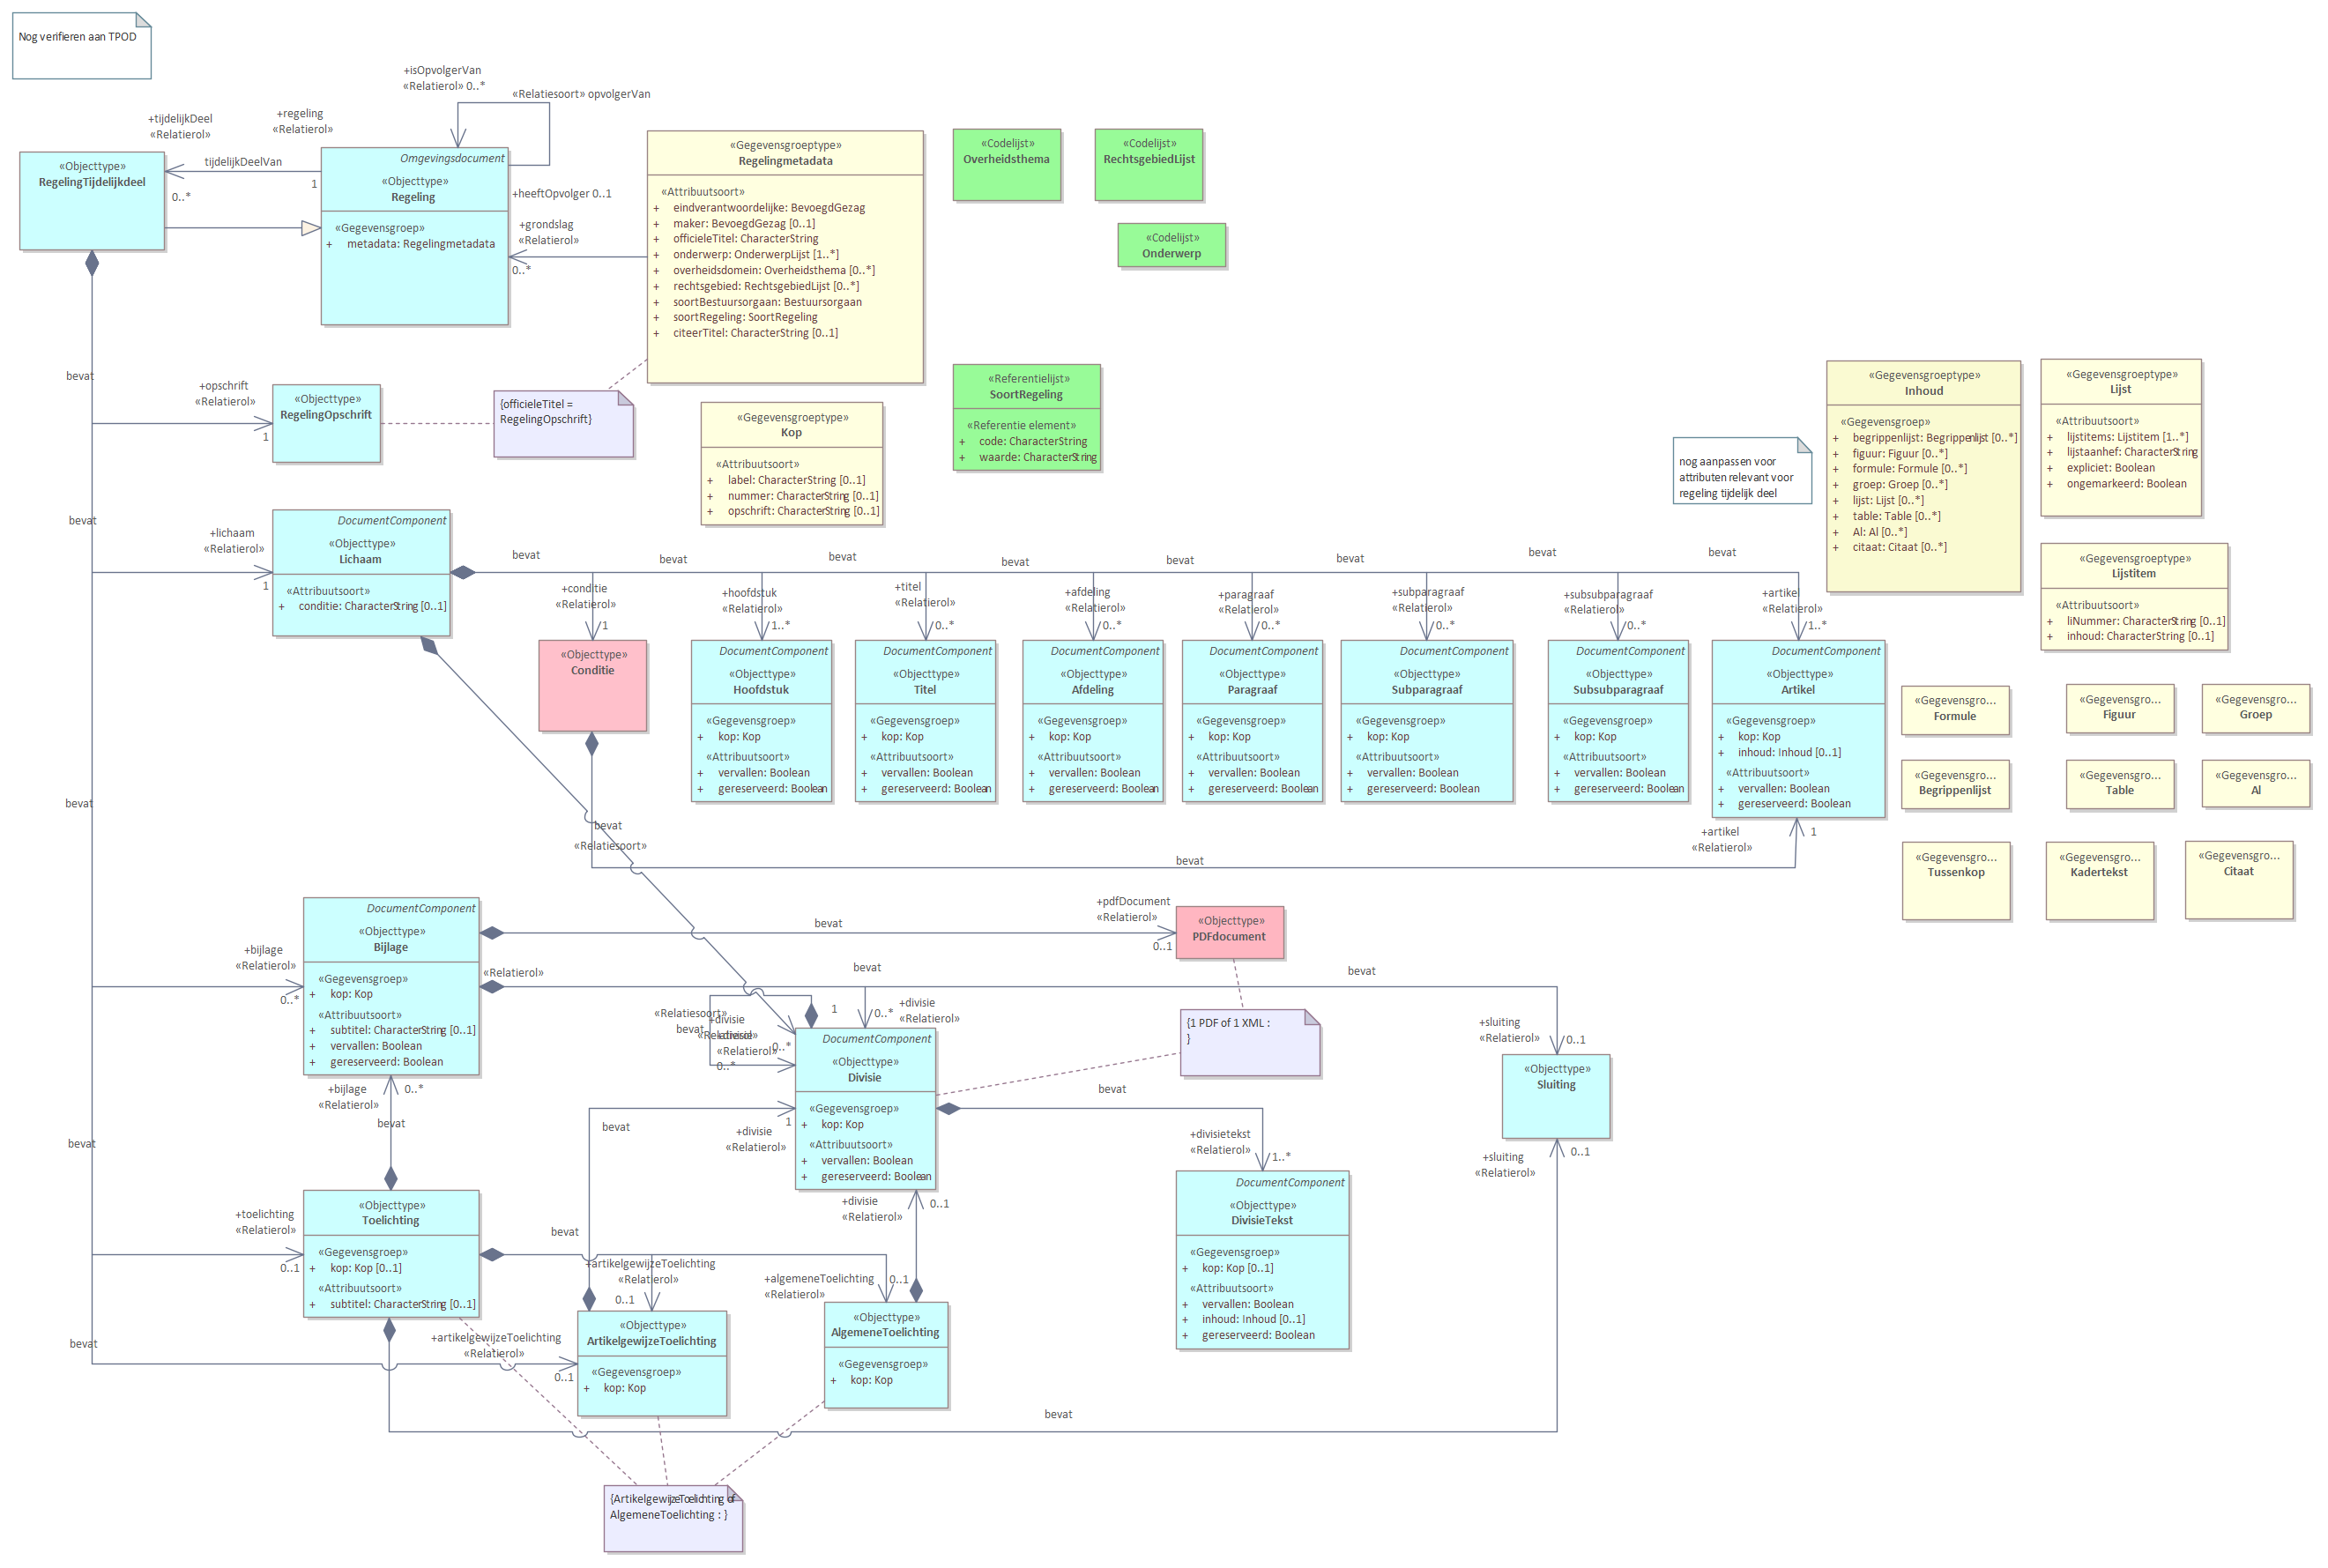 Nog verifieren aan TPOD
+isOpvolgerVan
«Relatierol» 0..*
«Relatiesoort» opvolgerVan
+tijdelijkDeel
«Relatierol»
+regeling
«Relatierol»
tijdelijkDeelVan
1
0..*
«Objecttype»
RegelingTijdelijkdeel
Omgevingsdocument
«Objecttype»
Regeling
«Gegevensgroep»
+ metadata: Regelingmetadata
+heeftOpvolger 0..1
+grondslag
«Relatierol»
0..*
«Gegevensgroeptype»
Regelingmetadata
«Attribuutsoort»
+ eindverantwoordelijke: BevoegdGezag
+ maker: BevoegdGezag [0..1]
+ officieleTitel: CharacterString
+ onderwerp: OnderwerpLijst [1..*]
+ overheidsdomein: Overheidsthema [0..*]
+ rechtsgebied: RechtsgebiedLijst [0..*]
+ soortBestuursorgaan: Bestuursorgaan
+ soortRegeling: SoortRegeling
+ citeerTitel: CharacterString [0..1]
«Codelijst»
Overheidsthema
«Codelijst»
RechtsgebiedLijst
«Codelijst»
Onderwerp
bevat
+opschrift
«Relatierol»
1
«Objecttype»
RegelingOpschrift
{officieleTitel =
RegelingOpschrift}
«Gegevensgroeptype»
Kop
«Attribuutsoort»
+ label: CharacterString [0..1]
+ nummer: CharacterString [0..1]
+ opschrift: CharacterString [0..1]
«Referentielijst»
SoortRegeling
«Referentie element»
+ code: CharacterString
+ waarde: CharacterString
nog aanpassen voor
attributen relevant voor
regeling tijdelijk deel
«Gegevensgroeptype»
Inhoud
«Gegevensgroep»
+ begrippenlijst: Begrippenlijst [0..*]
+ figuur: Figuur [0..*]
+ formule: Formule [0..*]
+ groep: Groep [0..*]
+ lijst: Lijst [0..*]
+ table: Table [0..*]
+ Al: Al [0..*]
+ citaat: Citaat [0..*]
«Gegevensgroeptype»
Lijst
«Attribuutsoort»
+ lijstitems: Lijstitem [1..*]
+ lijstaanhef: CharacterString
+ expliciet: Boolean
+ ongemarkeerd: Boolean
«Gegevensgroeptype»
Lijstitem
«Attribuutsoort»
+ liNummer: CharacterString [0..1]
+ inhoud: CharacterString [0..1]
bevat
+lichaam
«Relatierol»
1
DocumentComponent
«Objecttype»
Lichaam
«Attribuutsoort»
+ conditie: CharacterString [0..1]
bevat
bevat
bevat
bevat
bevat
bevat
bevat
bevat
+conditie
«Relatierol»
1
+hoofdstuk
«Relatierol»
1..*
+titel
«Relatierol»
0..*
+afdeling
«Relatierol»
0..*
+paragraaf
«Relatierol»
0..*
+subparagraaf
«Relatierol»
0..*
+subsubparagraaf
«Relatierol»
0..*
+artikel
«Relatierol»
1..*
«Objecttype»
Conditie
DocumentComponent
«Objecttype»
Hoofdstuk
«Gegevensgroep»
+ kop: Kop
«Attribuutsoort»
+ vervallen: Boolean
+ gereserveerd: Boolean
DocumentComponent
«Objecttype»
Titel
«Gegevensgroep»
+ kop: Kop
«Attribuutsoort»
+ vervallen: Boolean
+ gereserveerd: Boolean
DocumentComponent
«Objecttype»
Afdeling
«Gegevensgroep»
+ kop: Kop
«Attribuutsoort»
+ vervallen: Boolean
+ gereserveerd: Boolean
DocumentComponent
«Objecttype»
Paragraaf
«Gegevensgroep»
+ kop: Kop
«Attribuutsoort»
+ vervallen: Boolean
+ gereserveerd: Boolean
DocumentComponent
«Objecttype»
Subparagraaf
«Gegevensgroep»
+ kop: Kop
«Attribuutsoort»
+ vervallen: Boolean
+ gereserveerd: Boolean
DocumentComponent
«Objecttype»
Subsubparagraaf
«Gegevensgroep»
+ kop: Kop
«Attribuutsoort»
+ vervallen: Boolean
+ gereserveerd: Boolean
DocumentComponent
«Objecttype»
Artikel
«Gegevensgroep»
+ kop: Kop
+ inhoud: Inhoud [0..1]
«Attribuutsoort»
+ vervallen: Boolean
+ gereserveerd: Boolean
«Gegevensgro...
Formule
«Gegevensgro...
Figuur
«Gegevensgro...
Groep
«Gegevensgro...
Begrippenlijst
«Gegevensgro...
Table
«Gegevensgro...
Al
«Gegevensgro...
Tussenkop
«Gegevensgro...
Kadertekst
«Gegevensgro...
Citaat
bevat
bevat
«Relatiesoort»
bevat
+artikel
«Relatierol»
1
DocumentComponent
«Objecttype»
Bijlage
«Gegevensgroep»
+ kop: Kop
«Attribuutsoort»
+ subtitel: CharacterString [0..1]
+ vervallen: Boolean
+ gereserveerd: Boolean
+bijlage
«Relatierol»
0..*
«Relatierol»
bevat
+pdfDocument
«Relatierol»
0..1
«Objecttype»
PDFdocument
bevat
bevat
{1 PDF of 1 XML :
}
«Relatiesoort»
bevat
+divisie
«Relatierol»
0..*
+divisie
«Relatierol»
0..*
1
0..*
+divisie
«Relatierol»
DocumentComponent
«Objecttype»
Divisie
«Gegevensgroep»
+ kop: Kop
«Attribuutsoort»
+ vervallen: Boolean
+ gereserveerd: Boolean
+sluiting
«Relatierol»
0..1
«Objecttype»
Sluiting
+sluiting
«Relatierol»
0..1
+bijlage
«Relatierol»
0..*
bevat
bevat
bevat
+divisie
«Relatierol»
1
bevat
+divisietekst
«Relatierol»
1..*
DocumentComponent
«Objecttype»
DivisieTekst
«Gegevensgroep»
+ kop: Kop [0..1]
«Attribuutsoort»
+ vervallen: Boolean
+ inhoud: Inhoud [0..1]
+ gereserveerd: Boolean
+divisie
«Relatierol»
0..1
+toelichting
«Relatierol»
0..1
«Objecttype»
Toelichting
«Gegevensgroep»
+ kop: Kop [0..1]
«Attribuutsoort»
+ subtitel: CharacterString [0..1]
bevat
+artikelgewijzeToelichting
«Relatierol»
0..1
+algemeneToelichting
«Relatierol»
0..1
bevat
+artikelgewijzeToelichting
«Relatierol»
0..1
«Objecttype»
ArtikelgewijzeToelichting
«Gegevensgroep»
+ kop: Kop
«Objecttype»
AlgemeneToelichting
«Gegevensgroep»
+ kop: Kop
bevat
{ArtikelgewijzeToelichting of
AlgemeneToelichting : }